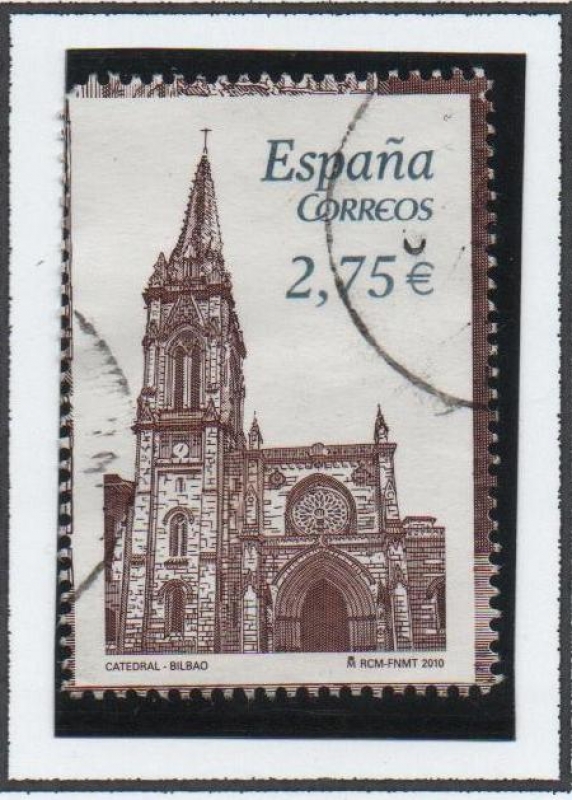 España
CORREOS
2,75€
CATEDRAL - BILBAO
RCM-FNMT 2010